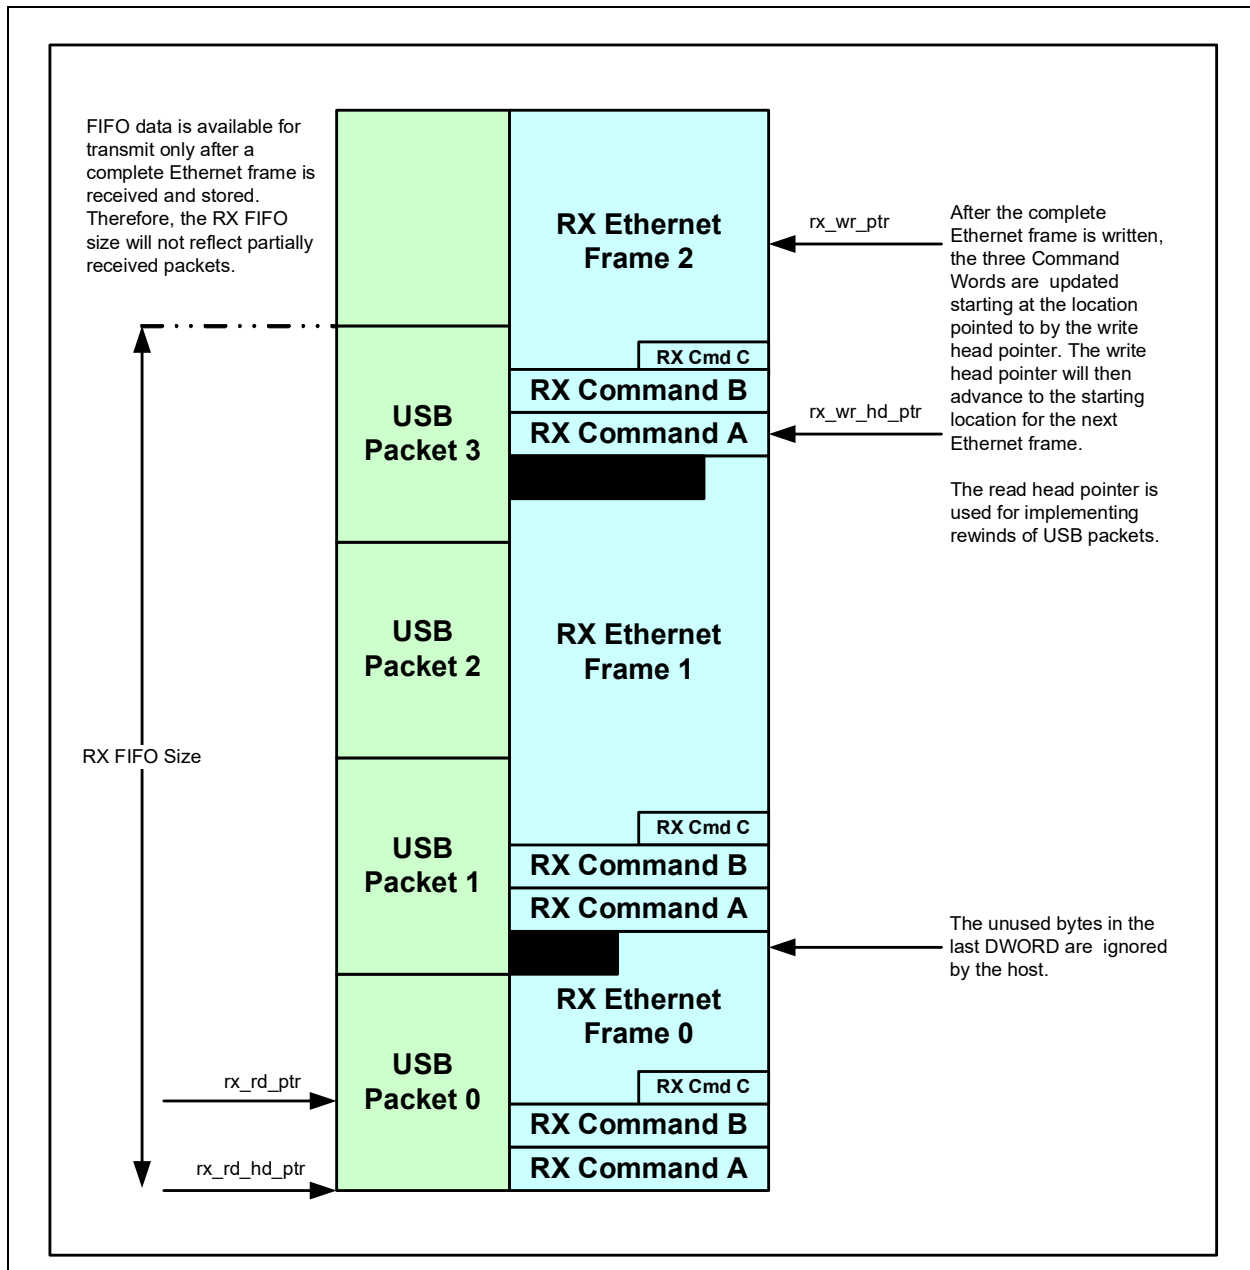 FIFO data is available for
transmit only after a
complete Ethernet frame is
received and stored.
Therefore, the RX FIFO
size will not reflect partially
received packets.
RX Ethernet
Frame 2
rx_wr_ptr
After the complete
Ethernet frame is written,
the three Command
Words are updated
starting at the location
pointed to by the write
head pointer. The write
head pointer will then
advance to the starting
location for the next
Ethernet frame.
RX Cmd C
RX Command B
RX Command A
rx_wr_hd_ptr
USB
Packet 3
The read head pointer is
used for implementing
rewinds of USB packets.
USB
Packet 2
RX Ethernet
Frame 1
RX FIFO Size
RX Cmd C
USB
Packet 1
RX Command B
RX Command A
The unused bytes in the
last DWORD are ignored
by the host.
RX Ethernet
Frame 0
USB
Packet 0
rx_rd_ptr
RX Cmd C
RX Command B
RX Command A
rx_rd_hd_ptr